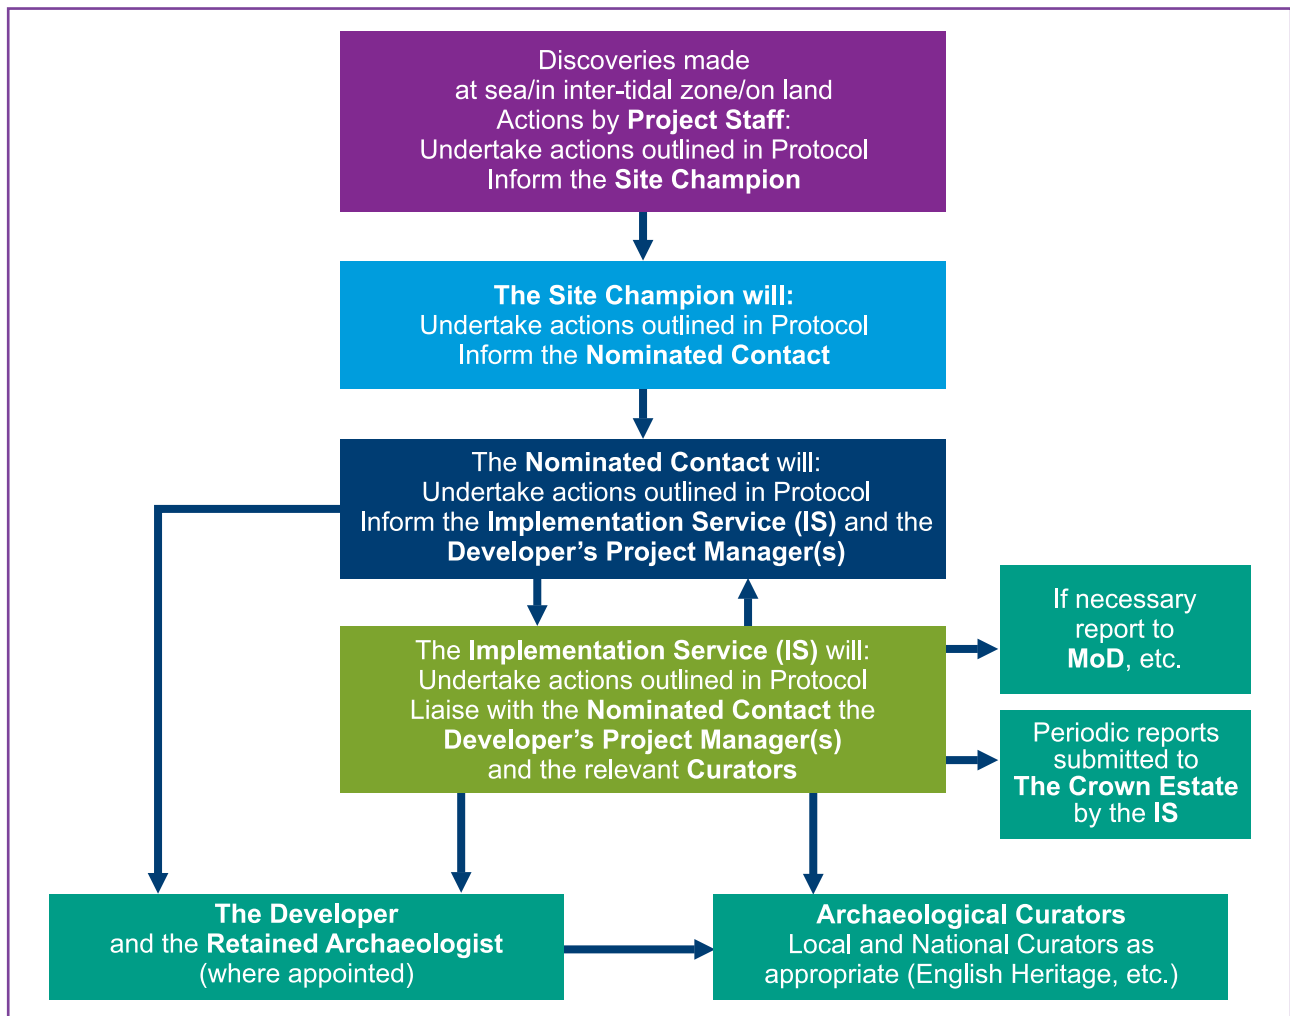 Discoveries made
at sea/in inter-tidal zone/on land
Actions by Project Staff:
Undertake actions outlined in Protocol
Inform the Site Champion
The Site Champion will:
Undertake actions outlined in Protocol
Inform the Nominated Contact
The Nominated Contact will:
Undertake actions outlined in Protocol
Inform the Implementation Service (IS) and the
Developer’s Project Manager(s)
The Implementation Service (IS) will:
Undertake actions outlined in Protocol
Liaise with the Nominated Contact the
Developer’s Project Manager(s)
and the relevant Curators
If necessary
report to
MoD, etc.
Periodic reports
submitted to
The Crown Estate
by the IS
The Developer
and the Retained Archaeologist
(where appointed)
Archaeological Curators
Local and National Curators as
appropriate (English Heritage, etc.)